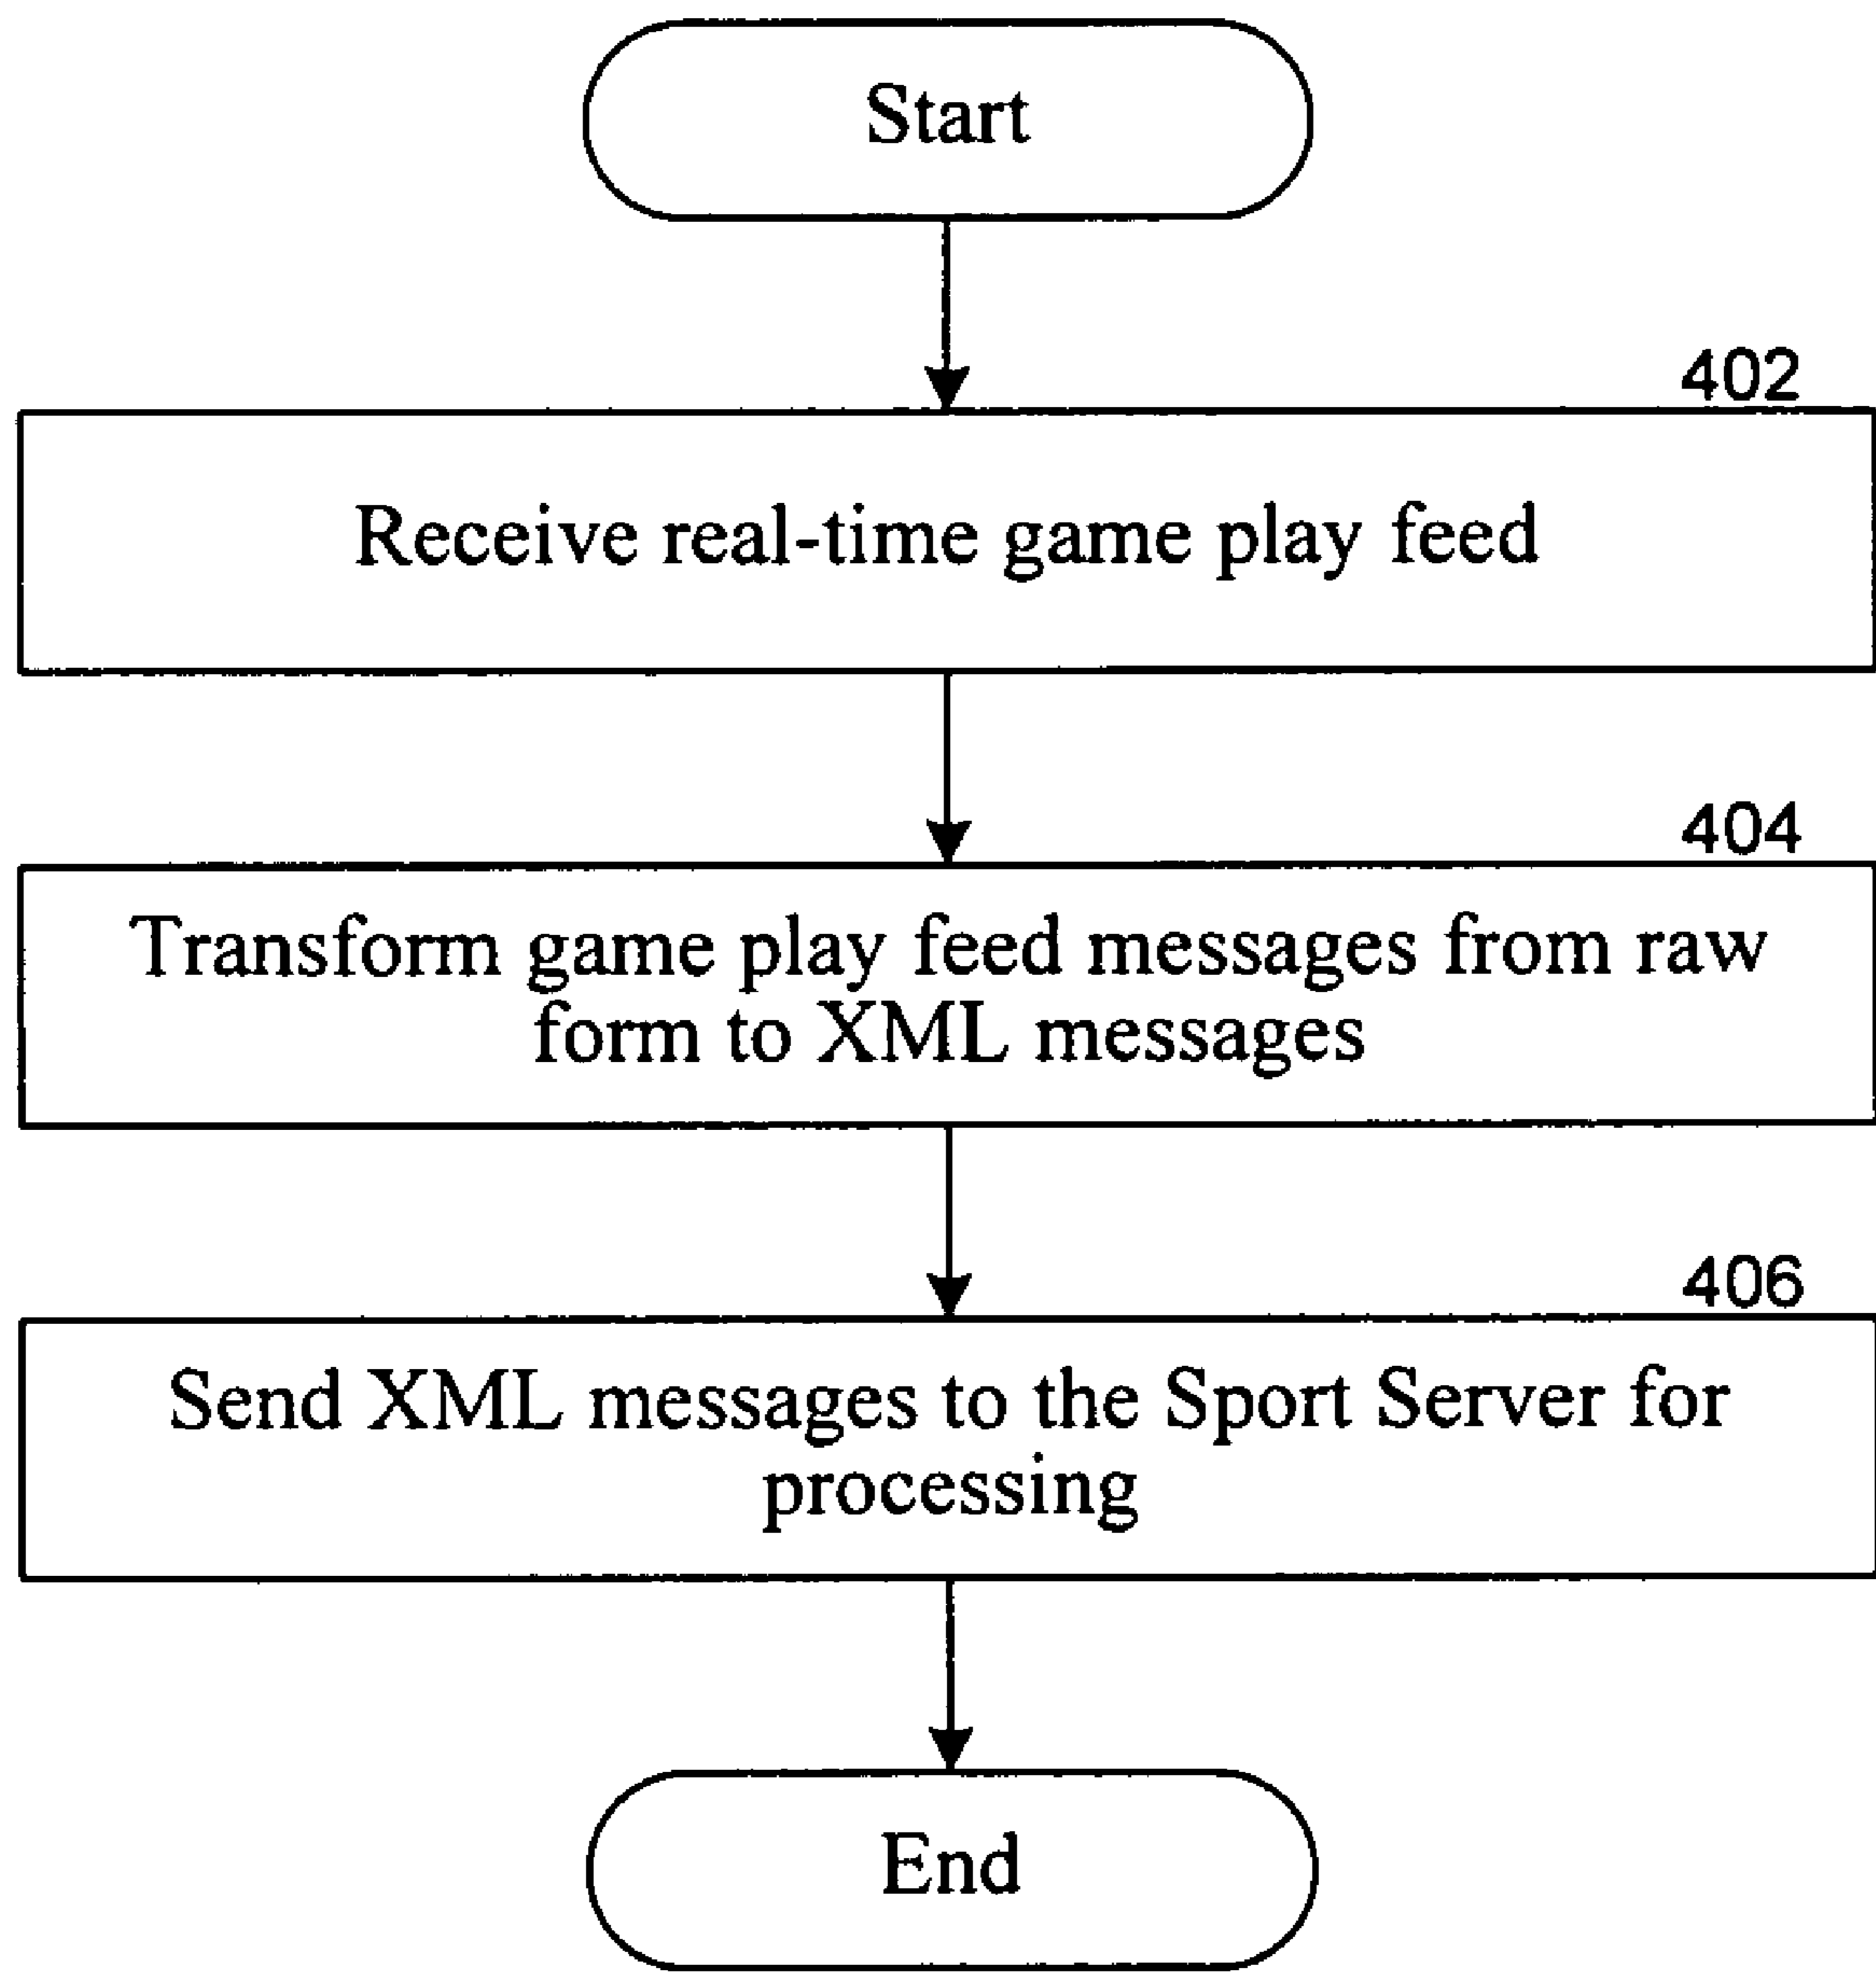 Start
402
Receive real-time game play feed
404
Transform game play feed messages from raw
form to XML messages
406
Send XML messages to the Sport Server for
processing
End